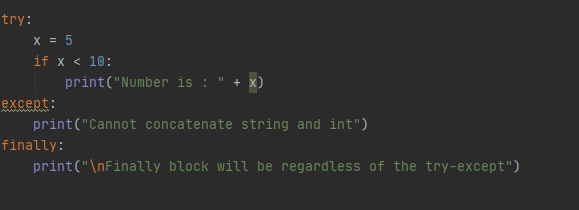 try:
    x = 5
    if x < 10:
        print("Number is : " + x)
except:
    print("Cannot concatenate string and int")
finally:
    print("\nFinally block will be regardless of the try-except")